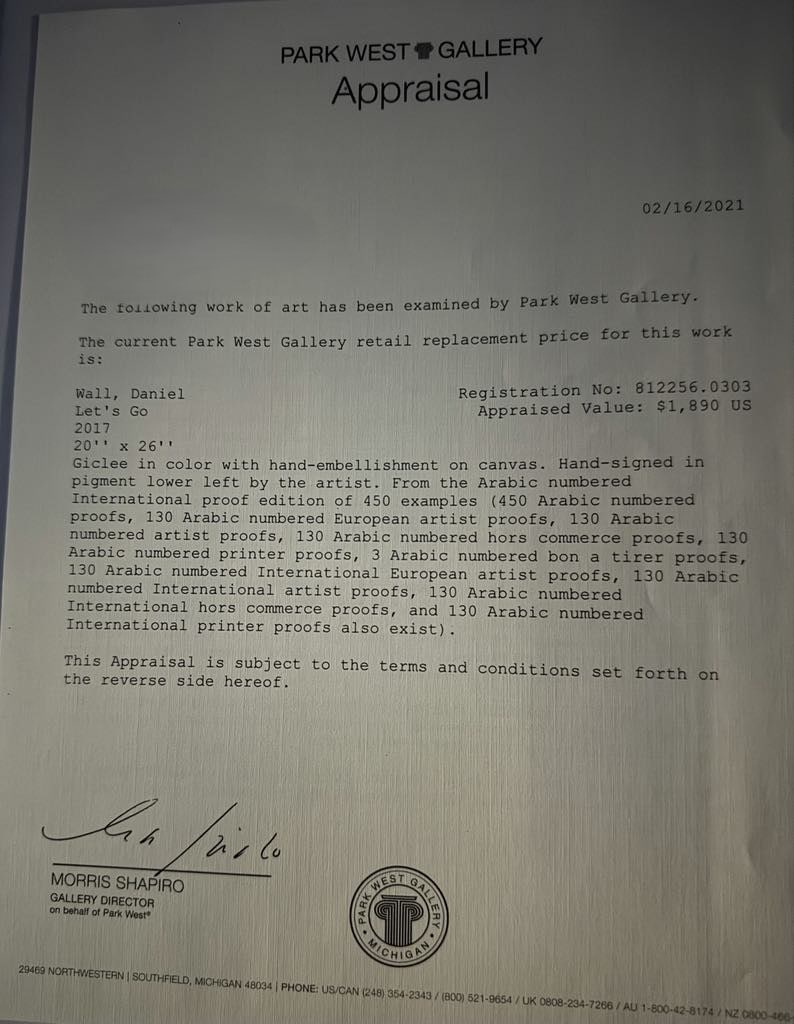 PARK WEST GALLERY
Appraisal
02/16/2021
The following work of art has been examined by Park West Gallery.
The current Park West Gallery retail replacement price for this work
is:
Wall, Daniel
Let's Go
2017
20'' x 26''
Registration No: 812256.0303
Appraised Value: $1,890 US
Giclee in color with hand-embellishment on canvas. Hand-signed in
pigment lower left by the artist. From the Arabic numbered
International proof edition of 450 examples (450 Arabic numbered
proofs, 130 Arabic numbered European artist proofs, 130 Arabic
numbered artist proofs, 130 Arabic numbered hors commerce proofs, 130
Arabic numbered printer proofs, 3 Arabic numbered bon a tirer proofs,
130 Arabic numbered International European artist proofs, 130 Arabic
numbered International artist proofs, 130 Arabic numbered
International hors commerce proofs, and 130 Arabic numbered
International printer proofs also exist).
This Appraisal is subject to the terms and conditions set forth on
the reverse side hereof.
MORRIS SHAPIRO
GALLERY DIRECTOR
on behalf of Park West®
PARK WEST GALLERY
• MICHIGAN •
29469 NORTHWESTERN | SOUTHFIELD, MICHIGAN 48034 | PHONE: US/CAN (248) 354-2343 / (800) 521-9654 / UK 0808-234-7266 / AU 1-800-42-8174 / NZ 0800-466-